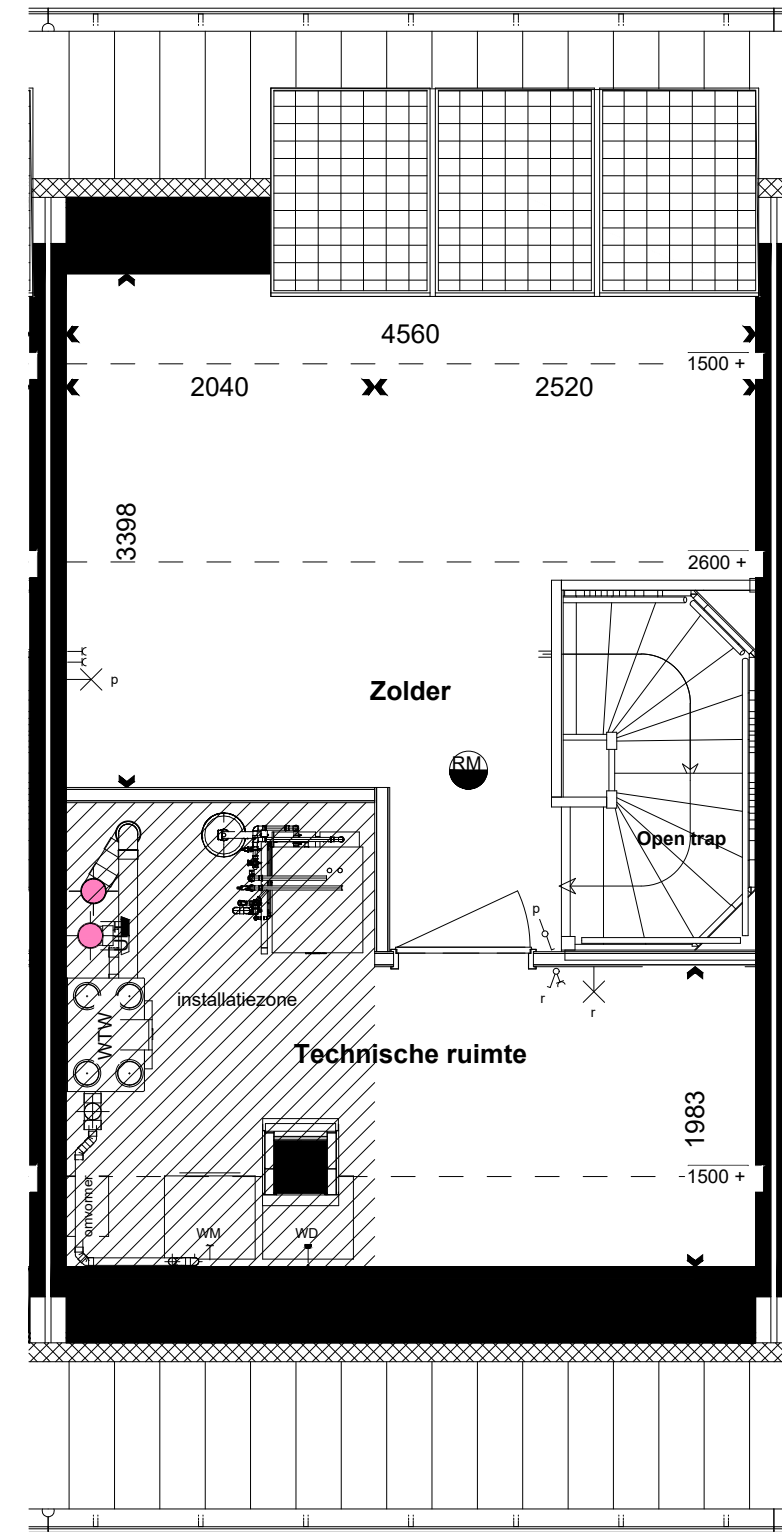 4560
1500 +
2040
2520
3398
2600 +
p
Zolder
RM
Open trap
p
installatiezone
r
r
WTW
Technische ruimte
1983
1500 +
omvormer
WM
WD